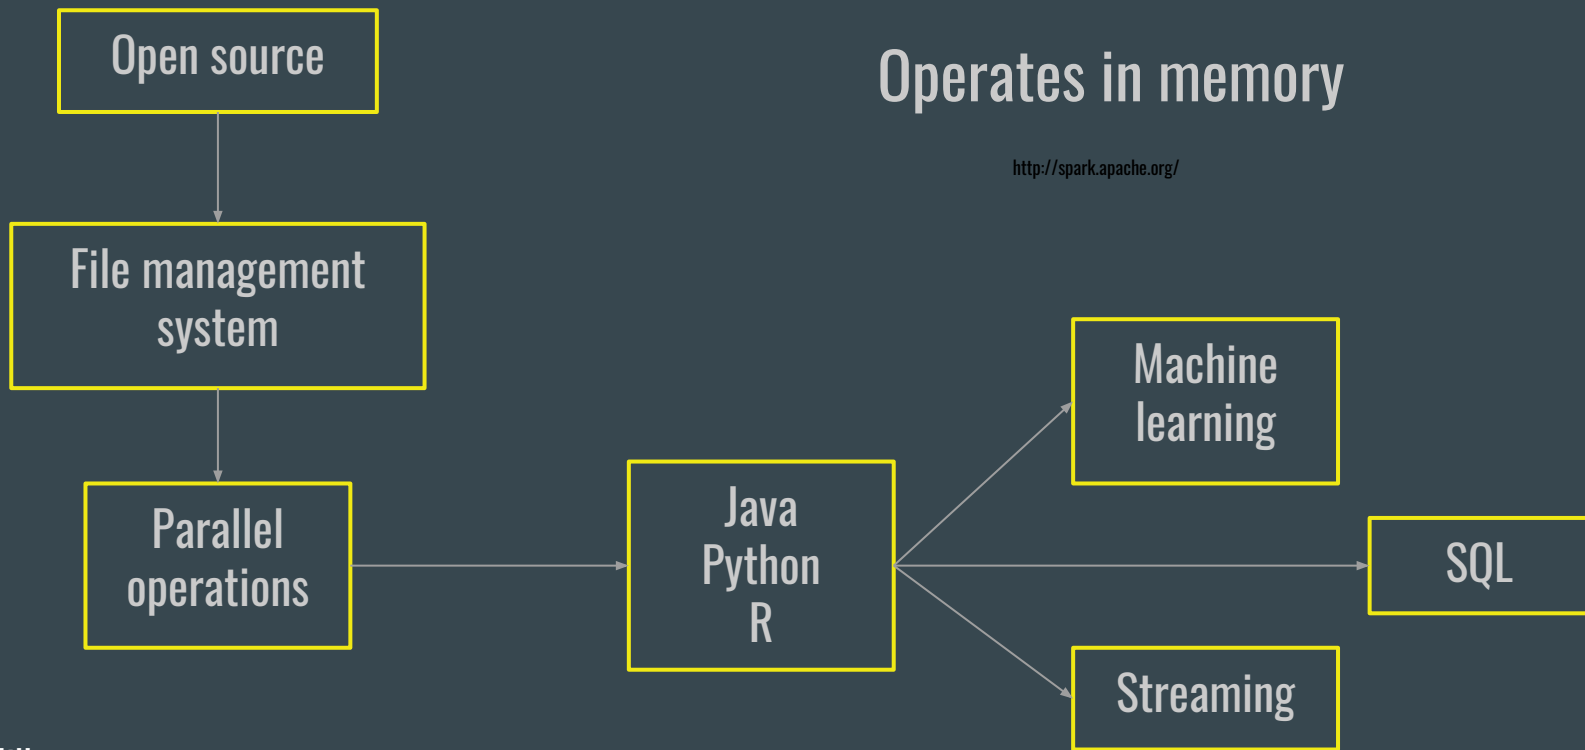 Open source
Operates in memory
http://spark.apache.org/
File management
system
Machine
learning
Parallel
operations
Java
Python
R
SQL
Streaming